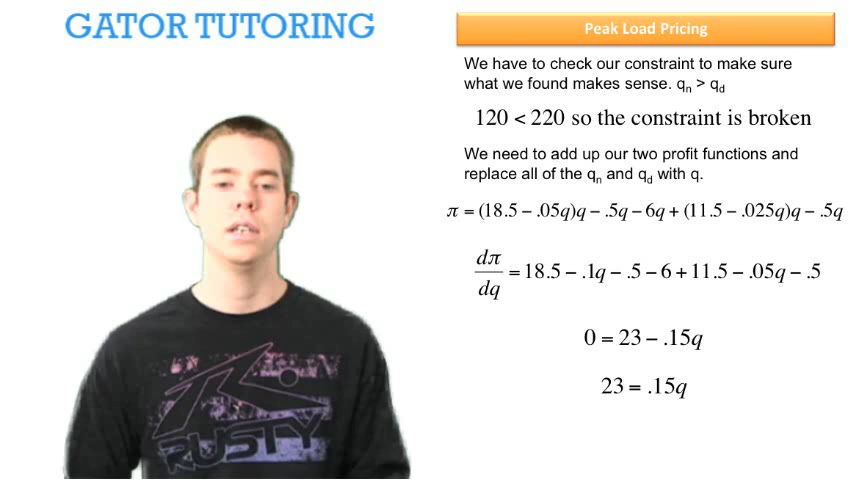 GATOR TUTORING
Peak Load Pricing
We have to check our constraint to make sure
what we found makes sense. qn > qd
120 < 220 so the constraint is broken
We need to add up our two profit functions and
replace all of the qn and qd with q.
π = (18.5 − .05q)q − .5q − 6q + (11.5 − .025q)q − .5q
dπ/dq = 18.5 − .1q − .5 − 6 + 11.5 − .05q − .5
0 = 23 − .15q
23 = .15q
RUSTY